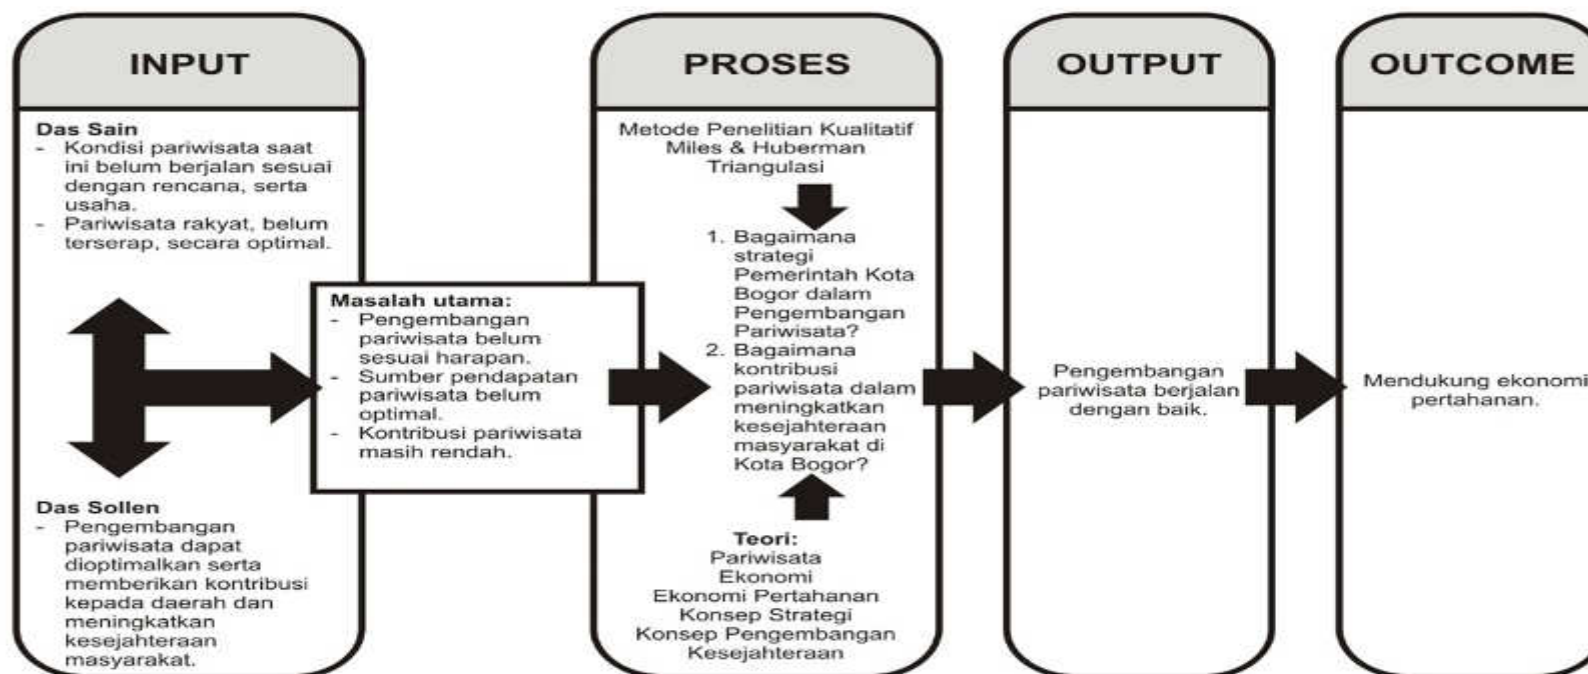 INPUT
Das Sain
- Kondisi pariwisata saat
ini belum berjalan sesuai
dengan rencana, serta
usaha.
- Pariwisata rakyat, belum
terserap, secara optimal.
Das Sollen
- Pengembangan
pariwisata dapat
dioptimalkan serta
memberikan kontribusi
kepada daerah dan
meningkatkan
kesejahteraan
masyarakat.
Masalah utama:
- Pengembangan
pariwisata belum
sesuai harapan.
- Sumber pendapatan
pariwisata belum
optimal.
- Kontribusi pariwisata
masih rendah.
PROSES
Metode Penelitian Kualitatif
Miles & Huberman
Triangulasi
1. Bagaimana
strategi
Pemerintah Kota
Bogor dalam
Pengembangan
Pariwisata?
2. Bagaimana
kontribusi
pariwisata dalam
meningkatkan
kesejahteraan
masyarakat di
Kota Bogor?
Teori:
Pariwisata
Ekonomi
Ekonomi Pertahanan
Konsep Strategi
Konsep Pengembangan
Kesejahteraan
OUTPUT
Pengembangan
pariwisata berjalan
dengan baik.
OUTCOME
Mendukung ekonomi
pertahanan.